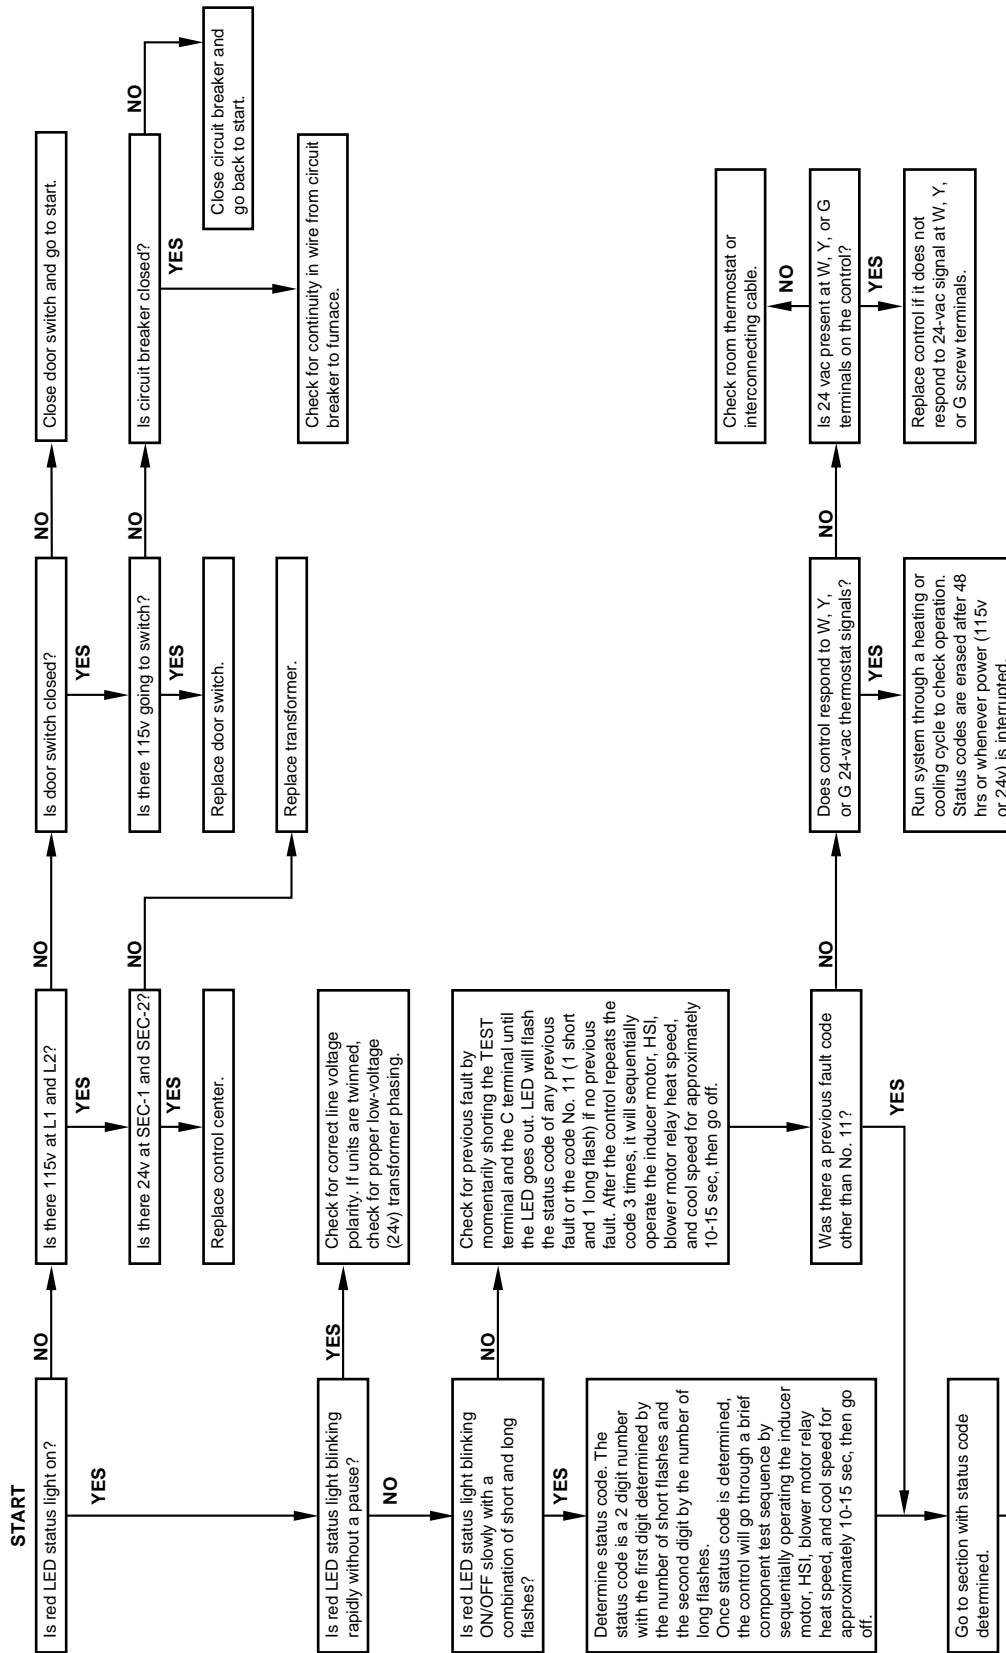 START
Is red LED status light on?
NO
Is there 115v at L1 and L2?
NO
Is door switch closed?
NO
Close door switch and go to start.
YES
YES
YES
Is there 24v at SEC-1 and SEC-2?
NO
Is there 115v going to switch?
NO
Is circuit breaker closed?
NO
YES
Replace control center.
YES
Replace door switch.
YES
Close circuit breaker and
go back to start.
Replace transformer.
Check for continuity in wire from circuit
breaker to furnace.
Is red LED status light blinking
rapidly without a pause?
YES
Check for correct line voltage
polarity. If units are twinned,
check for proper low-voltage
(24v) transformer phasing.
NO
Is red LED status light blinking
ON/OFF slowly with a
combination of short and long
flashes?
NO
Check for previous fault by
momentarily shorting the TEST
terminal and the C terminal until
the LED goes out. LED will flash
the status code of any previous
fault or the code No. 11 (1 short
and 1 long flash) if no previous
fault. After the control repeats the
code 3 times, it will sequentially
operate the inducer motor, HSI,
blower motor relay heat speed,
and cool speed for approximately
10-15 sec, then go off.
YES
Determine status code. The
status code is a 2 digit number
with the first digit determined by
the number of short flashes and
the second digit by the number of
long flashes.
Once status code is determined,
the control will go through a brief
component test sequence by
sequentially operating the inducer
motor, HSI, blower motor relay
heat speed, and cool speed for
approximately 10-15 sec, then go
off.
Was there a previous fault code
other than No. 11?
NO
Does control respond to W, Y,
or G 24-vac thermostat signals?
NO
Is 24 vac present at W, Y, or G
terminals on the control?
NO
Check room thermostat or
interconnecting cable.
YES
YES
YES
Run system through a heating or
cooling cycle to check operation.
Status codes are erased after 48
hrs or whenever power (115v
or 24v) is interrupted.
Replace control if it does not
respond to 24-vac signal at W, Y,
or G screw terminals.
Go to section with status code
determined.